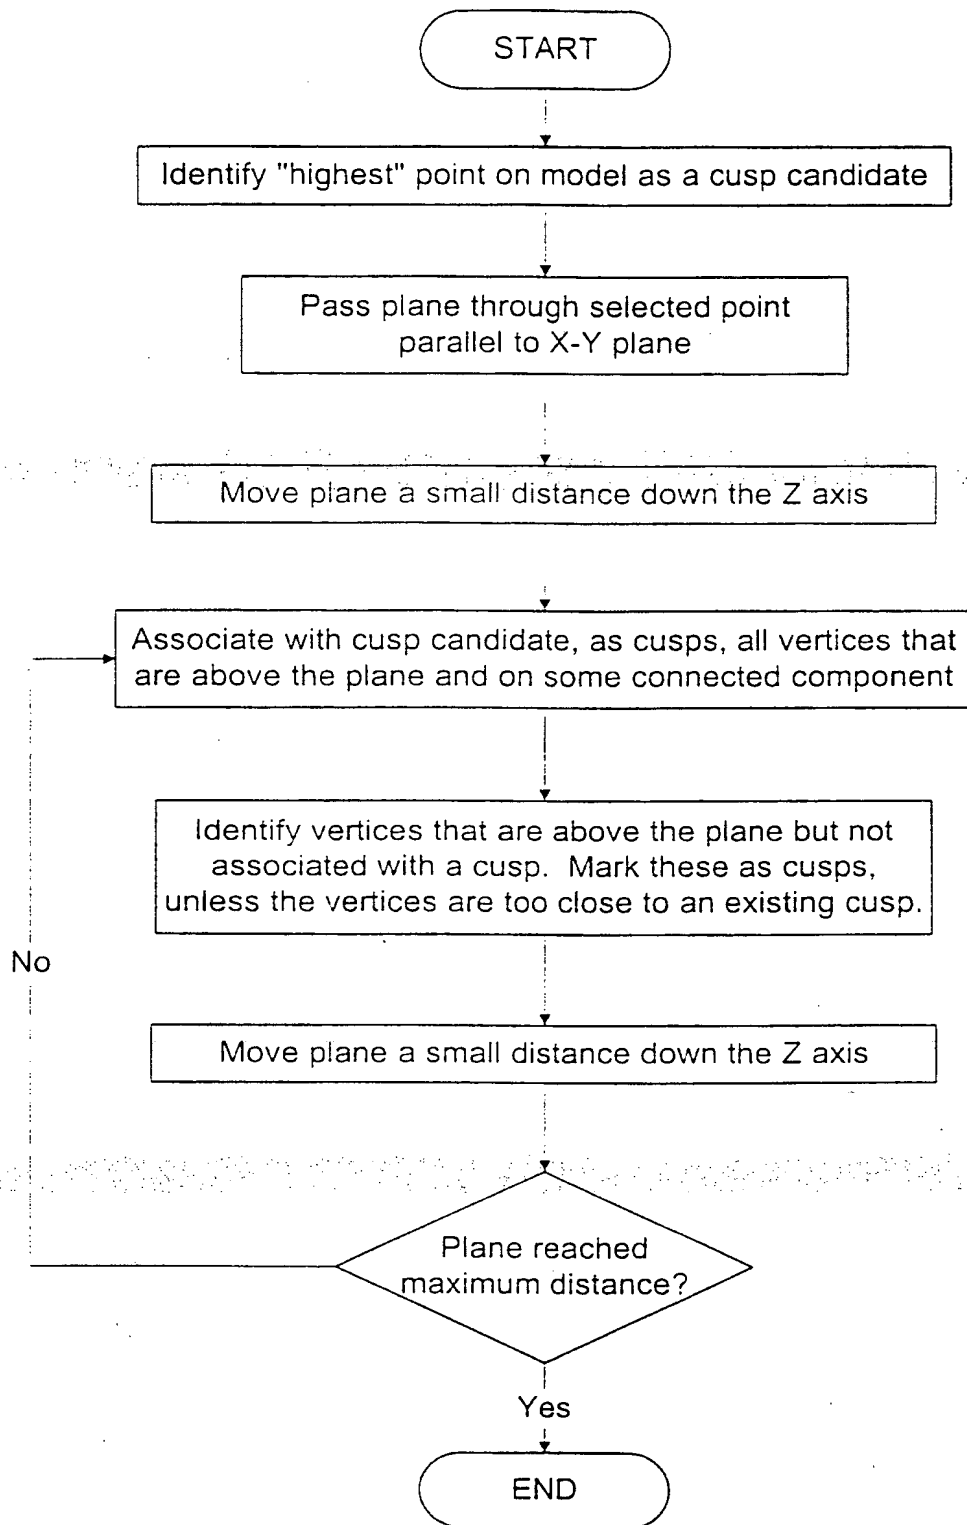 START
Identify "highest" point on model as a cusp candidate
Pass plane through selected point
parallel to X-Y plane
Move plane a small distance down the Z axis
Associate with cusp candidate, as cusps, all vertices that
are above the plane and on some connected component
Identify vertices that are above the plane but not
associated with a cusp. Mark these as cusps,
unless the vertices are too close to an existing cusp.
No
Move plane a small distance down the Z axis
Plane reached
maximum distance?
Yes
END